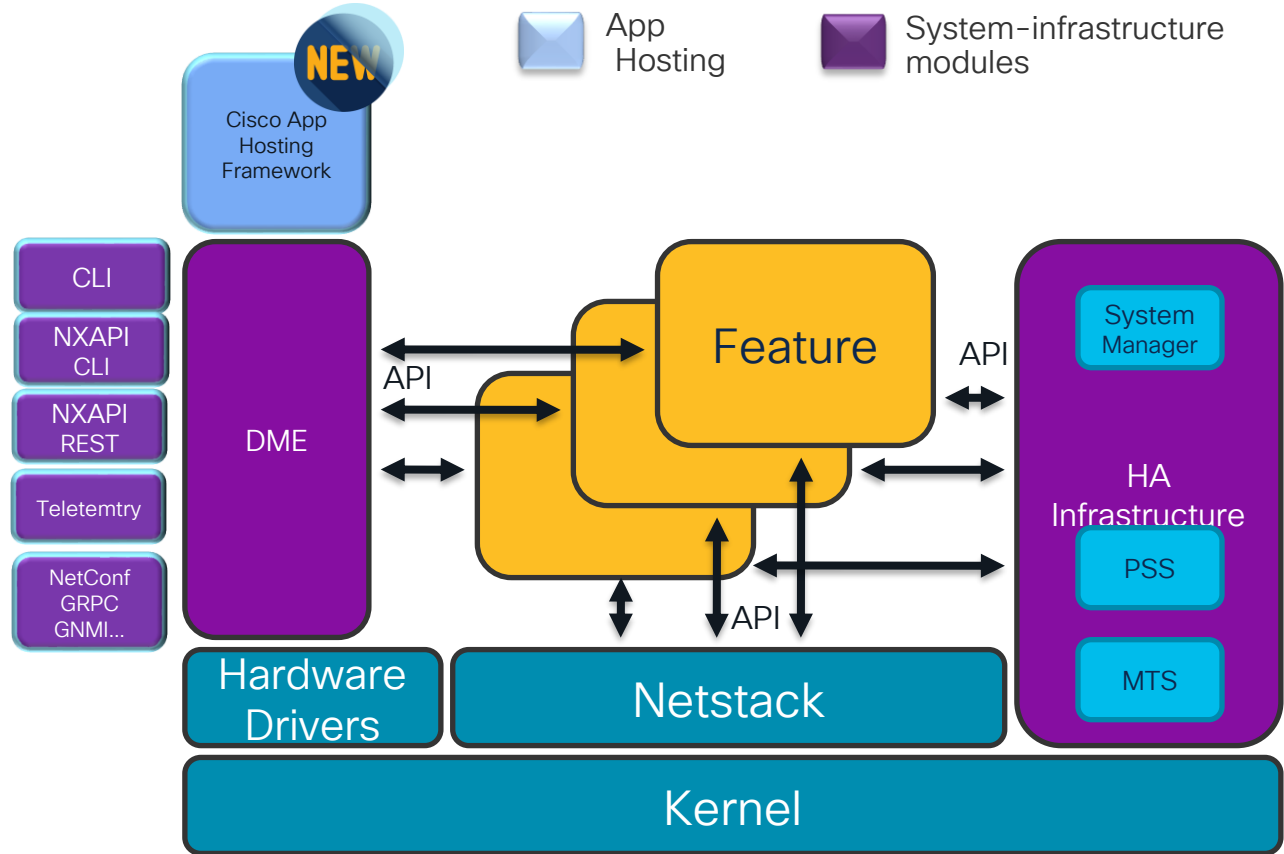 NEW
App
Hosting
System-infrastructure
modules
Cisco App
Hosting
Framework
CLI
NXAPI
CLI
NXAPI
REST
Teletemtry
NetConf
GRPC
GNMI...
DME
API
Feature
API
API
System
Manager
HA
Infrastructure
PSS
MTS
Hardware
Drivers
Netstack
Kernel